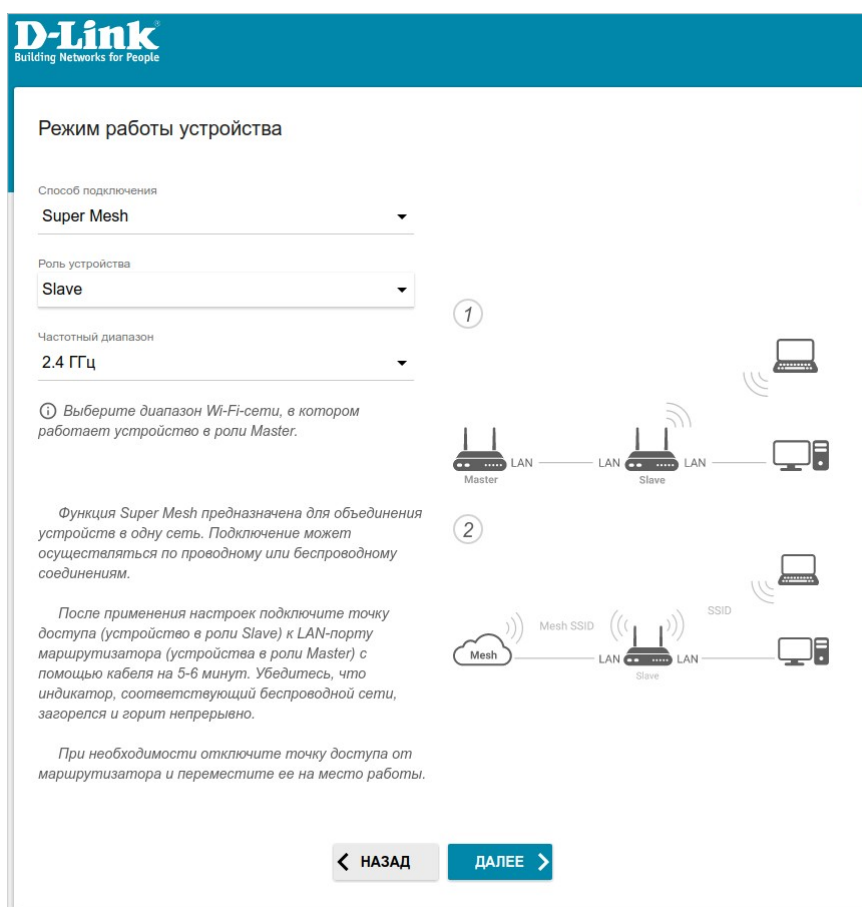 D-Link
Building Networks for People
Режим работы устройства
Способ подключения
Super Mesh
Роль устройства
Slave
Частотный диапазон
2.4 ГГц
Выберите диапазон Wi-Fi-сети, в котором
работает устройство в роли Master.
Функция Super Mesh предназначена для объединения
устройств в одну сеть. Подключение может
осуществляться по проводному или беспроводному
соединениям.
После применения настроек подключите точку
доступа (устройство в роли Slave) к LAN-порту
маршрутизатора (устройства в роли Master) с
помощью кабеля на 5-6 минут. Убедитесь, что
индикатор, соответствующий беспроводной сети,
загорелся и горит непрерывно.
При необходимости отключите точку доступа от
маршрутизатора и переместите ее на место работы.
1
LAN LAN LAN
Master Slave
2
Mesh SSID SSID
Mesh LAN LAN
Slave
НАЗАД ДАЛЕЕ